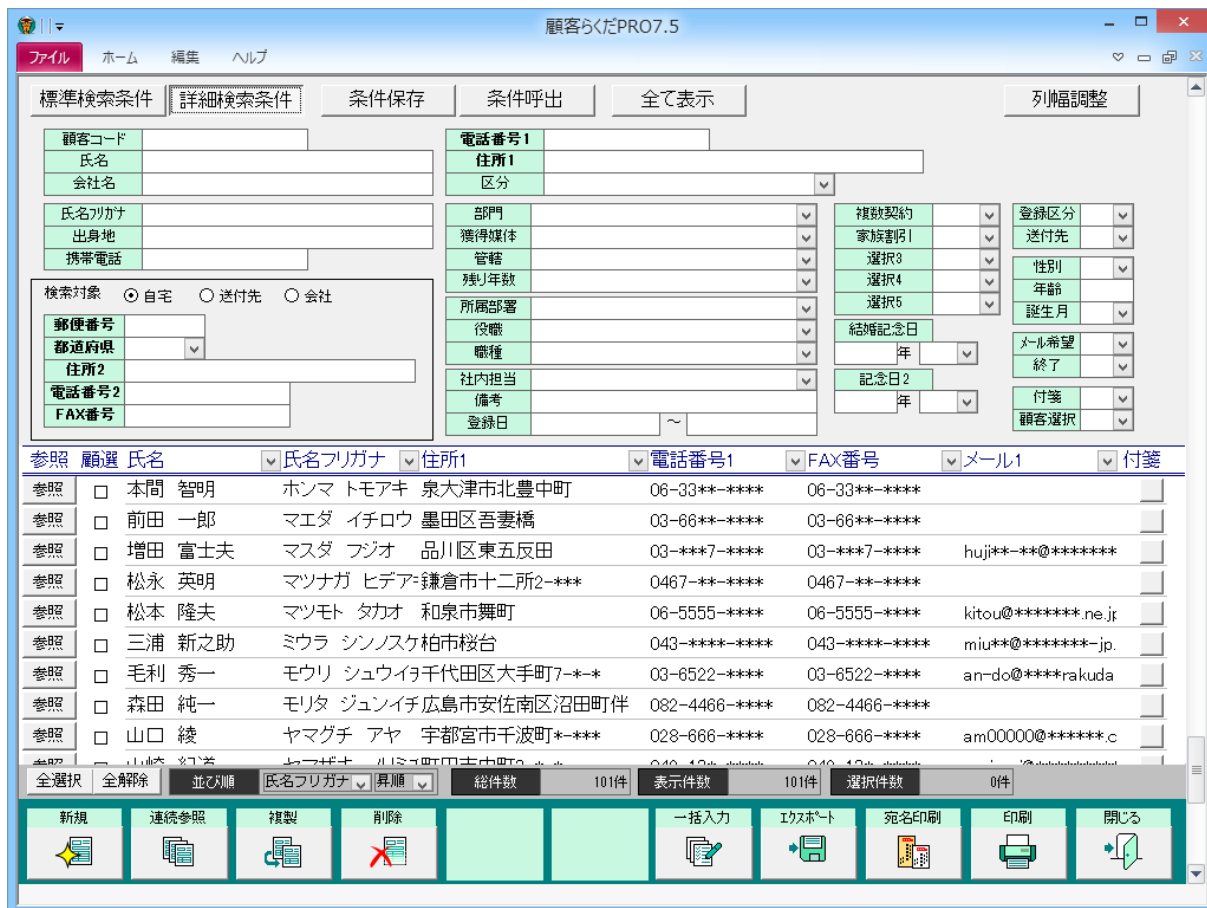 顧客らくだPRO7.5
ファイル ホーム 編集 ヘルプ
標準検索条件 詳細検索条件 条件保存 条件呼出 全て表示 列幅調整
顧客コード 電話番号1
氏名 住所1
会社名 区分
氏名フリガナ 部門 複数契約 登録区分
出身地 獲得媒体 家族割引 送付先
携帯電話 管轄 選択3
残り年数 選択4 性別
検索対象 自宅 送付先 会社 年齢
所属部署 選択5 誕生月
郵便番号 役職 結婚記念日
都道府県 職種 年 メール希望
住所2 社内担当 記念日2 終了
電話番号2 備考 年 付箋
FAX番号 登録日 ～ 顧客選択
参照 顧選 氏名 氏名フリガナ 住所1 電話番号1 FAX番号 メール1 付箋
参照 本間 智明 ホンマ トモアキ 泉大津市北豊中町 06-33**-**** 06-33**-****
参照 前田 一郎 マエダ イチロウ 墨田区吾妻橋 03-66**-**** 03-66**-****
参照 増田 富士夫 マスダ フジオ 品川区東五反田 03-***7-**** 03-***7-**** huji**-**@*******
参照 松永 英明 マツナガ ヒデア 鎌倉市十二所2-*** 0467-**-**** 0467-**-****
参照 松本 隆夫 マツモト タカオ 和泉市舞町 06-5555-**** 06-5555-**** kitou@*******.ne.jp
参照 三浦 新之助 ミウラ シンノスケ 柏市桜台 043-****-**** 043-****-**** miu**@*******-jp.
参照 毛利 秀一 モウリ シュウイチ 千代田区大手町7-*-* 03-6522-**** 03-6522-**** an-do@****rakuda
参照 森田 純一 モリタ ジュンイチ 広島市安佐南区沼田町伴 082-4466-**** 082-4466-****
参照 山口 綾 ヤマグチ アヤ 宇都宮市千波町*-*** 028-666-**** 028-666-**** am00000@******.c
全選択 全解除 並び順 氏名フリガナ 昇順 総件数 101件 表示件数 101件 選択件数 0件
新規 連続参照 複製 削除 一括入力 エクスポート 宛名印刷 印刷 閉じる